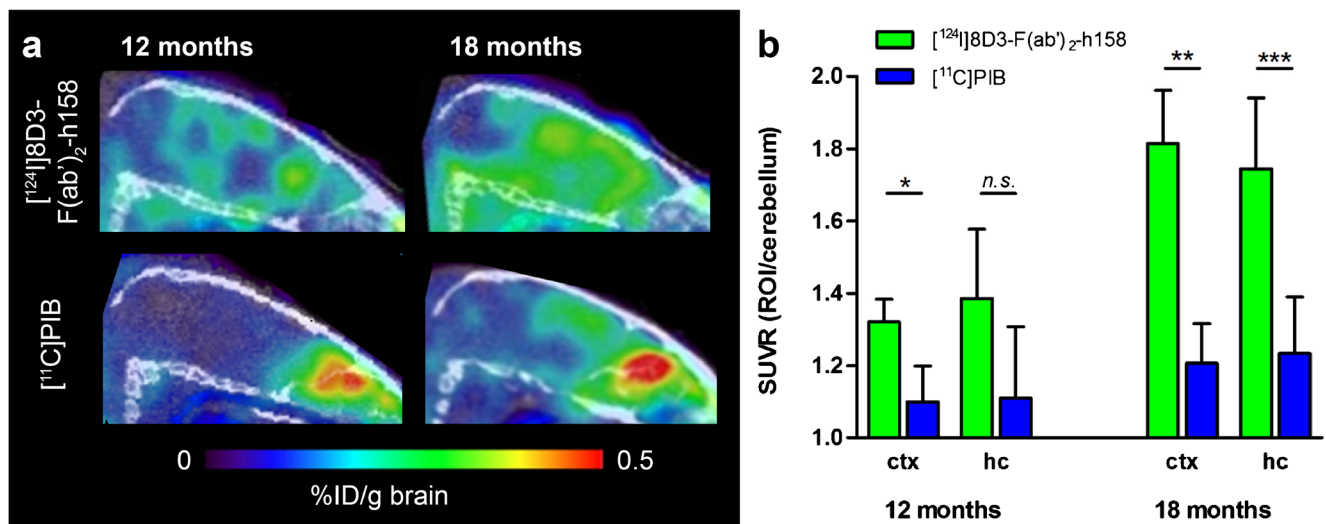 a
12 months
18 months
[¹²⁴I]8D3-
F(ab')₂-h158
[¹¹C]PIB
0
0.5
%ID/g brain
b
[¹²⁴I]8D3-F(ab')₂-h158
[¹¹C]PIB
SUVR (ROI/cerebellum)
2.0
1.8
1.6
1.4
1.2
1.0
*
n.s.
**
***
ctx
hc
ctx
hc
12 months
18 months